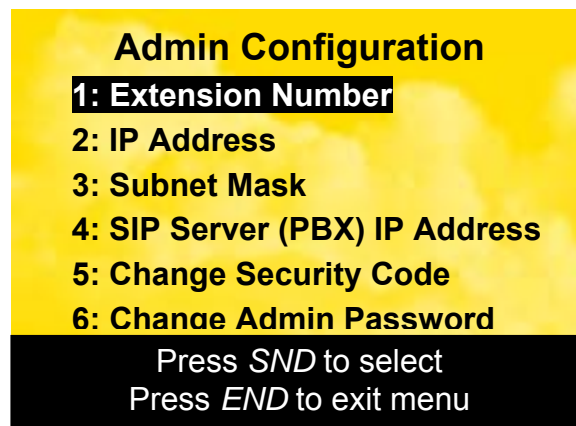 Admin Configuration
1: Extension Number
2: IP Address
3: Subnet Mask
4: SIP Server (PBX) IP Address
5: Change Security Code
6: Change Admin Password
Press SND to select
Press END to exit menu